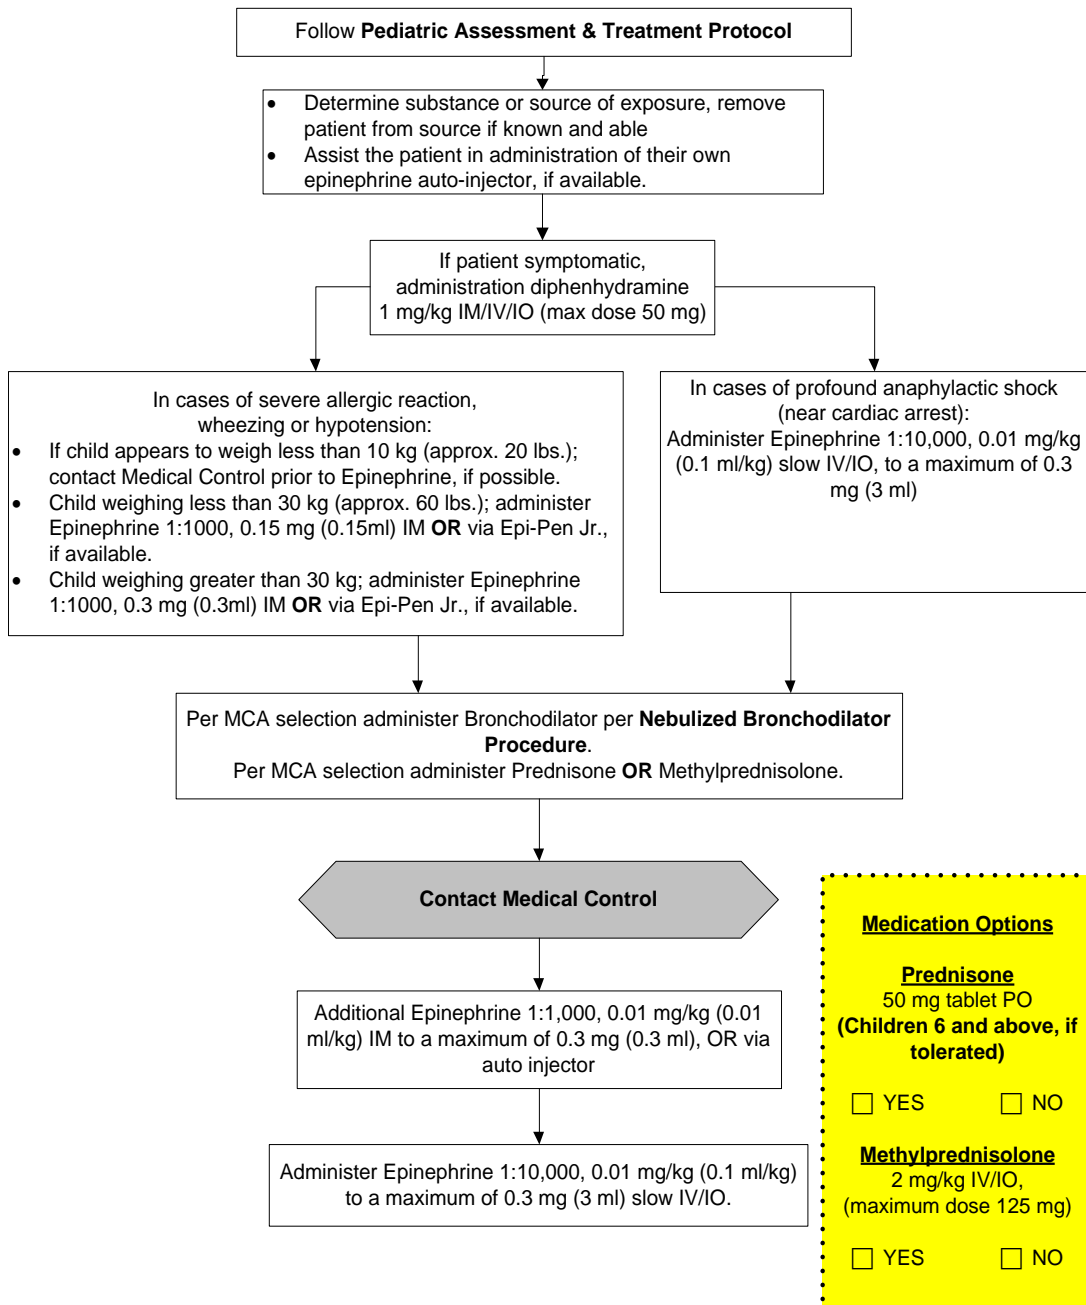 Follow Pediatric Assessment & Treatment Protocol
• Determine substance or source of exposure, remove
patient from source if known and able
• Assist the patient in administration of their own
epinephrine auto-injector, if available.
If patient symptomatic,
administration diphenhydramine
1 mg/kg IM/IV/IO (max dose 50 mg)
In cases of severe allergic reaction,
wheezing or hypotension:
• If child appears to weigh less than 10 kg (approx. 20 lbs.);
contact Medical Control prior to Epinephrine, if possible.
• Child weighing less than 30 kg (approx. 60 lbs.); administer
Epinephrine 1:1000, 0.15 mg (0.15ml) IM OR via Epi-Pen Jr.,
if available.
• Child weighing greater than 30 kg; administer Epinephrine
1:1000, 0.3 mg (0.3ml) IM OR via Epi-Pen Jr., if available.
In cases of profound anaphylactic shock
(near cardiac arrest):
Administer Epinephrine 1:10,000, 0.01 mg/kg
(0.1 ml/kg) slow IV/IO, to a maximum of 0.3
mg (3 ml)
Per MCA selection administer Bronchodilator per Nebulized Bronchodilator
Procedure.
Per MCA selection administer Prednisone OR Methylprednisolone.
Contact Medical Control
Additional Epinephrine 1:1,000, 0.01 mg/kg (0.01
ml/kg) IM to a maximum of 0.3 mg (0.3 ml), OR via
auto injector
Administer Epinephrine 1:10,000, 0.01 mg/kg (0.1 ml/kg)
to a maximum of 0.3 mg (3 ml) slow IV/IO.
Medication Options
Prednisone
50 mg tablet PO
(Children 6 and above, if
tolerated)
☐ YES ☐ NO
Methylprednisolone
2 mg/kg IV/IO,
(maximum dose 125 mg)
☐ YES ☐ NO